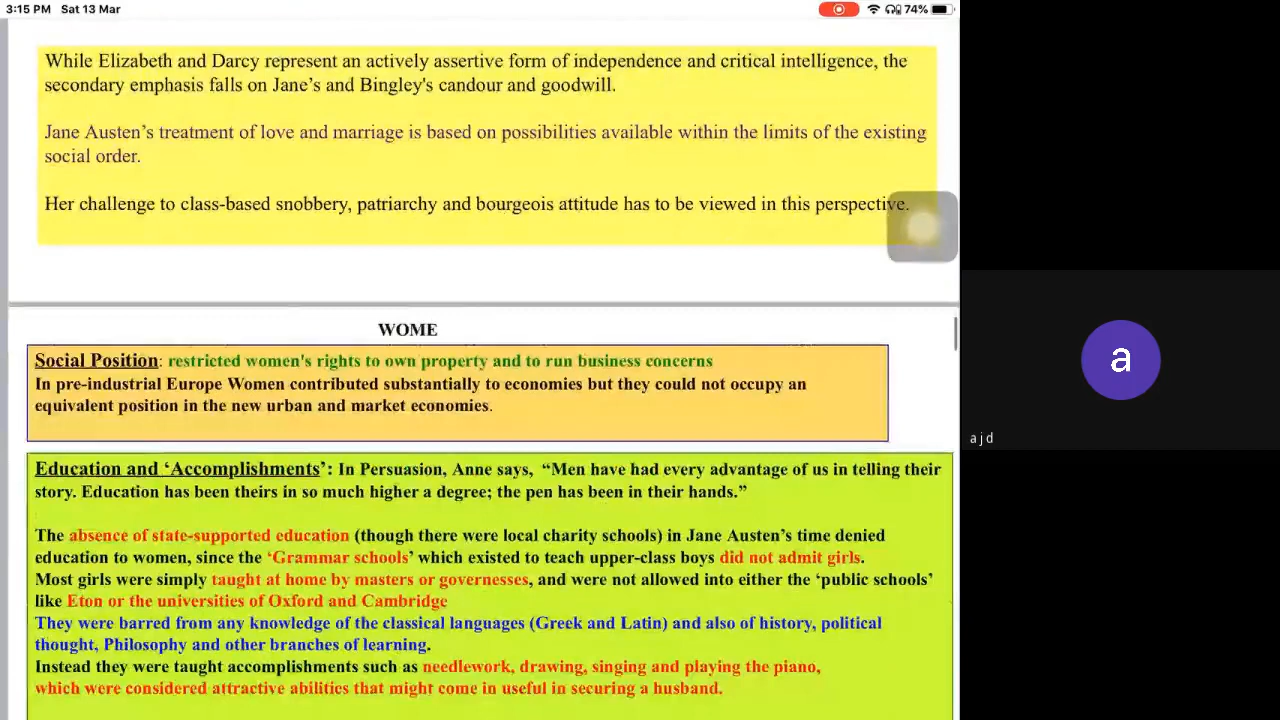 3:15 PM Sat 13 Mar
74%
While Elizabeth and Darcy represent an actively assertive form of independence and critical intelligence, the
secondary emphasis falls on Jane’s and Bingley's candour and goodwill.
Jane Austen’s treatment of love and marriage is based on possibilities available within the limits of the existing
social order.
Her challenge to class-based snobbery, patriarchy and bourgeois attitude has to be viewed in this perspective.
WOME
Social Position: restricted women's rights to own property and to run business concerns
In pre-industrial Europe Women contributed substantially to economies but they could not occupy an
equivalent position in the new urban and market economies.
Education and ‘Accomplishments’: In Persuasion, Anne says, “Men have had every advantage of us in telling their
story. Education has been theirs in so much higher a degree; the pen has been in their hands.”
The absence of state-supported education (though there were local charity schools) in Jane Austen’s time denied
education to women, since the ‘Grammar schools’ which existed to teach upper-class boys did not admit girls.
Most girls were simply taught at home by masters or governesses, and were not allowed into either the ‘public schools’
like Eton or the universities of Oxford and Cambridge
They were barred from any knowledge of the classical languages (Greek and Latin) and also of history, political
thought, Philosophy and other branches of learning.
Instead they were taught accomplishments such as needlework, drawing, singing and playing the piano,
which were considered attractive abilities that might come in useful in securing a husband.
a
a j d